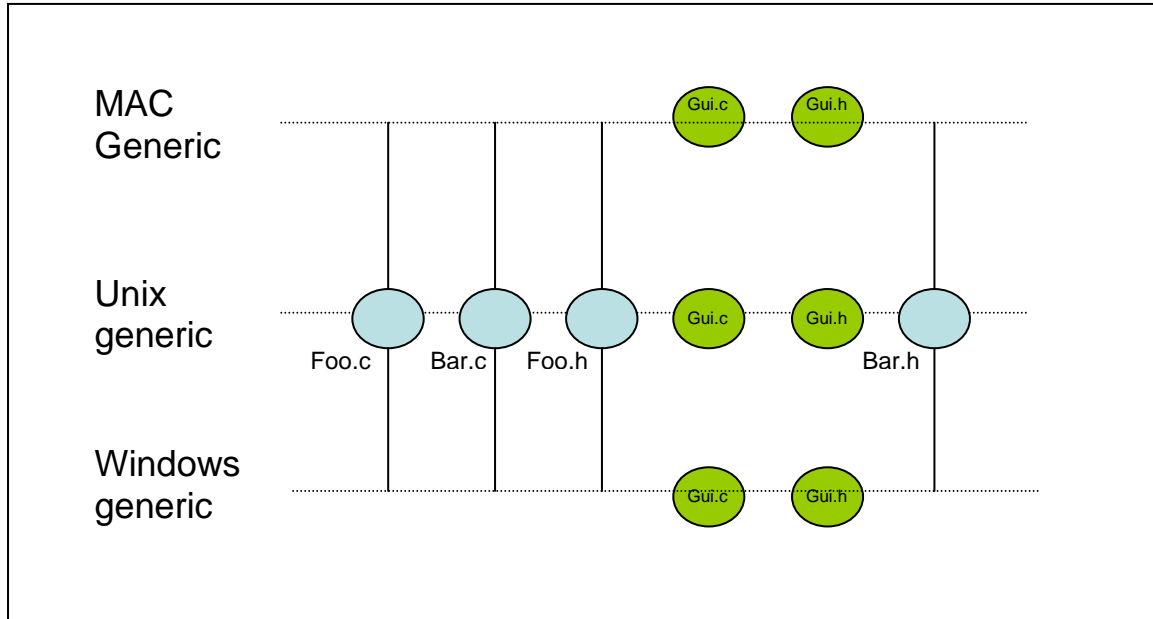 MAC
Generic
Gui.c
Gui.h
Unix
generic
Gui.c
Gui.h
Foo.c
Bar.c
Foo.h
Bar.h
Windows
generic
Gui.c
Gui.h